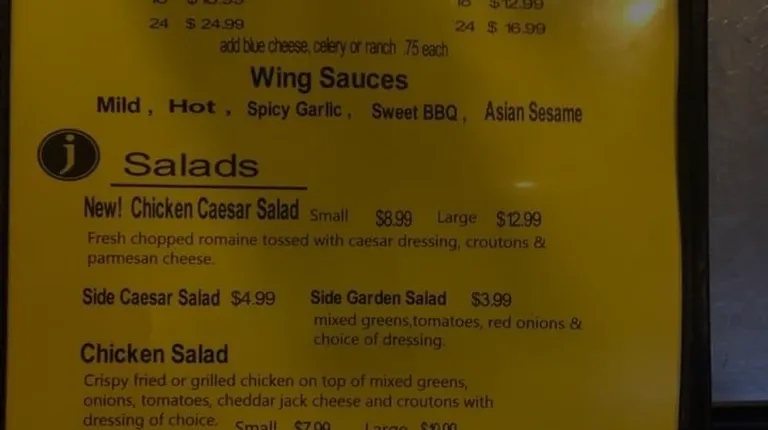 24 $ 24.99 24 $ 16.99
add blue cheese, celery or ranch .75 each
Wing Sauces
Mild , Hot , Spicy Garlic , Sweet BBQ , Asian Sesame
j Salads
New! Chicken Caesar Salad Small $8.99 Large $12.99
Fresh chopped romaine tossed with caesar dressing, croutons &
parmesan cheese.
Side Caesar Salad $4.99 Side Garden Salad $3.99
mixed greens,tomatoes, red onions &
choice of dressing.
Chicken Salad
Crispy fried or grilled chicken on top of mixed greens,
onions, tomatoes, cheddar jack cheese and croutons with
dressing of choice. Small $7.99 Large